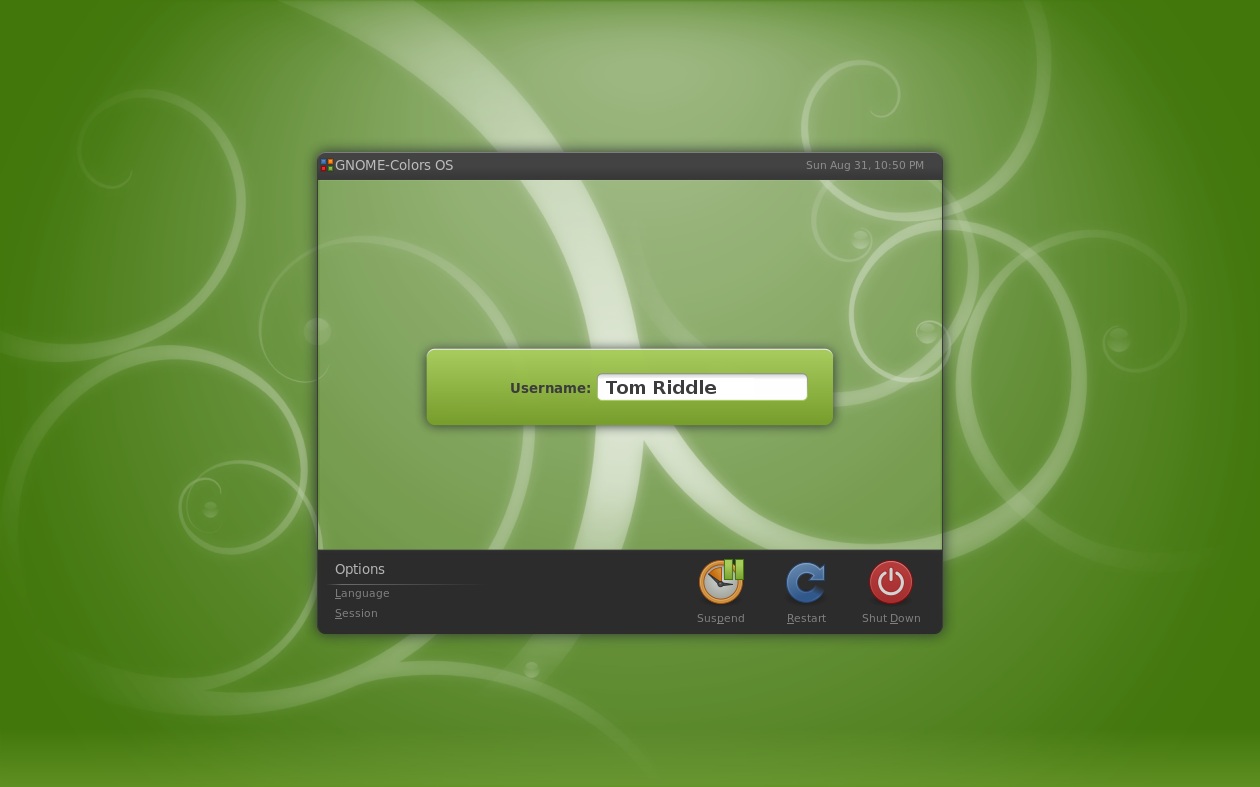 GNOME-Colors OS
Sun Aug 31, 10:50 PM
Username: Tom Riddle
Options
Language
Session
Suspend
Restart
Shut Down